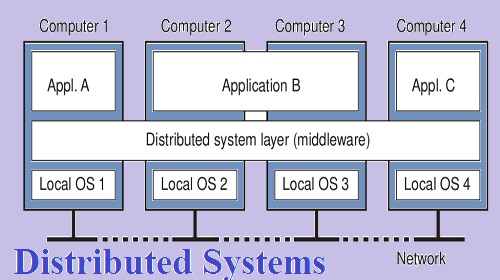 Computer 1 Computer 2 Computer 3 Computer 4
Appl. A Application B Appl. C
Distributed system layer (middleware)
Local OS 1 Local OS 2 Local OS 3 Local OS 4
Network
Distributed Systems